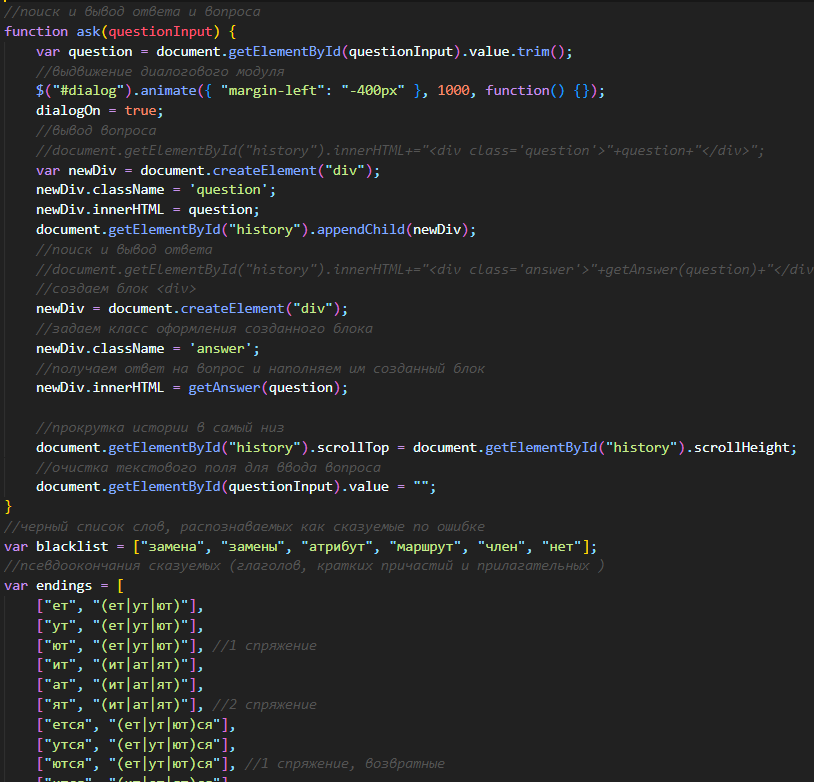 //поиск и вывод ответа и вопроса
function ask(questionInput) {
    var question = document.getElementById(questionInput).value.trim();
    //выдвижение диалогового модуля
    $("#dialog").animate({ "margin-left": "-400px" }, 1000, function() {});
    dialogOn = true;
    //вывод вопроса
    //document.getElementById("history").innerHTML+="<div class='question'>"+question+"</div>";
    var newDiv = document.createElement("div");
    newDiv.className = 'question';
    newDiv.innerHTML = question;
    document.getElementById("history").appendChild(newDiv);
    //поиск и вывод ответа
    //document.getElementById("history").innerHTML+="<div class='answer'>"+getAnswer(question)+"</div
    //создаем блок <div>
    newDiv = document.createElement("div");
    //задаем класс оформления созданного блока
    newDiv.className = 'answer';
    //получаем ответ на вопрос и наполняем им созданный блок
    newDiv.innerHTML = getAnswer(question);

    //прокрутка истории в самый низ
    document.getElementById("history").scrollTop = document.getElementById("history").scrollHeight;
    //очистка текстового поля для ввода вопроса
    document.getElementById(questionInput).value = "";
}
//черный список слов, распознаваемых как сказуемые по ошибке
var blacklist = ["замена", "замены", "атрибут", "маршрут", "член", "нет"];
//псевдоокончания сказуемых (глаголов, кратких причастий и прилагательных )
var endings = [
    ["ет", "(ет|ут|ют)"],
    ["ут", "(ет|ут|ют)"],
    ["ют", "(ет|ут|ют)"], //1 спряжение
    ["ит", "(ит|ат|ят)"],
    ["ат", "(ит|ат|ят)"],
    ["ят", "(ит|ат|ят)"], //2 спряжение
    ["ется", "(ет|ут|ют)ся"],
    ["утся", "(ет|ут|ют)ся"],
    ["ются", "(ет|ут|ют)ся"], //1 спряжение, возвратные